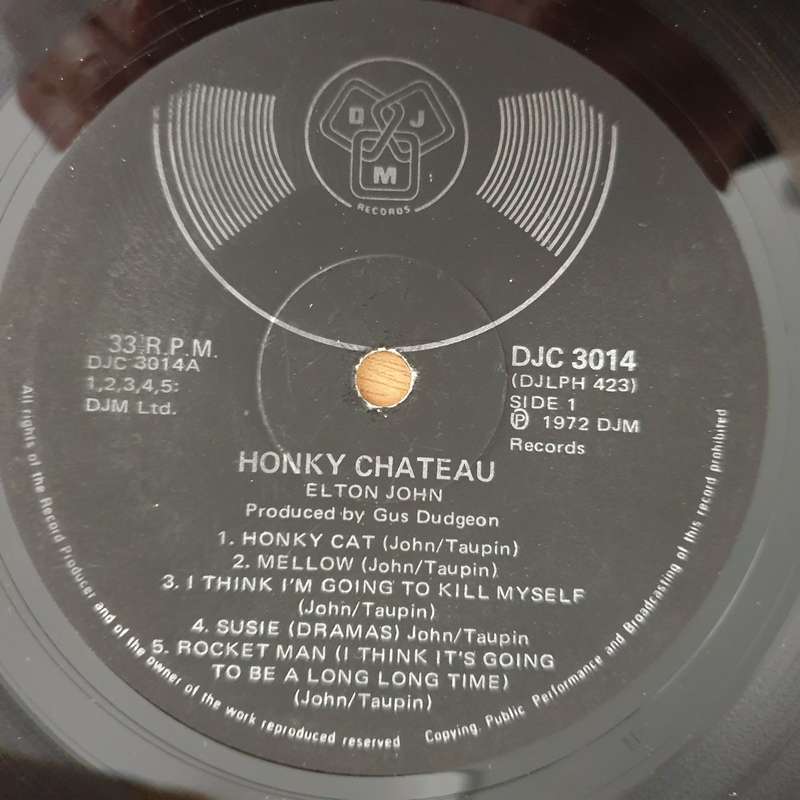 D J
M
RECORDS
33⅓ R.P.M.
DJC 3014A
1,2,3,4,5:
DJM Ltd.
DJC 3014
(DJLPH 423)
SIDE 1
Ⓟ 1972 DJM
Records
HONKY CHATEAU
ELTON JOHN
Produced by Gus Dudgeon
1. HONKY CAT (John/Taupin)
2. MELLOW (John/Taupin)
3. I THINK I'M GOING TO KILL MYSELF
(John/Taupin)
4. SUSIE (DRAMAS) John/Taupin
5. ROCKET MAN (I THINK IT'S GOING
TO BE A LONG LONG TIME)
(John/Taupin)
All rights of the Record Producer and of the owner of the work reproduced reserved Copying, Public Performance and Broadcasting of this record prohibited